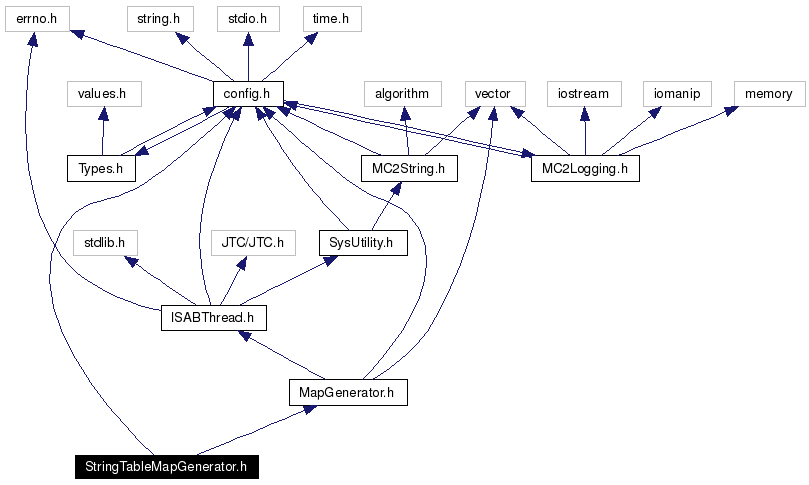 errno.h
string.h
stdio.h
time.h
values.h
config.h
algorithm
vector
iostream
iomanip
memory
Types.h
MC2String.h
MC2Logging.h
stdlib.h
JTC/JTC.h
SysUtility.h
ISABThread.h
MapGenerator.h
StringTableMapGenerator.h